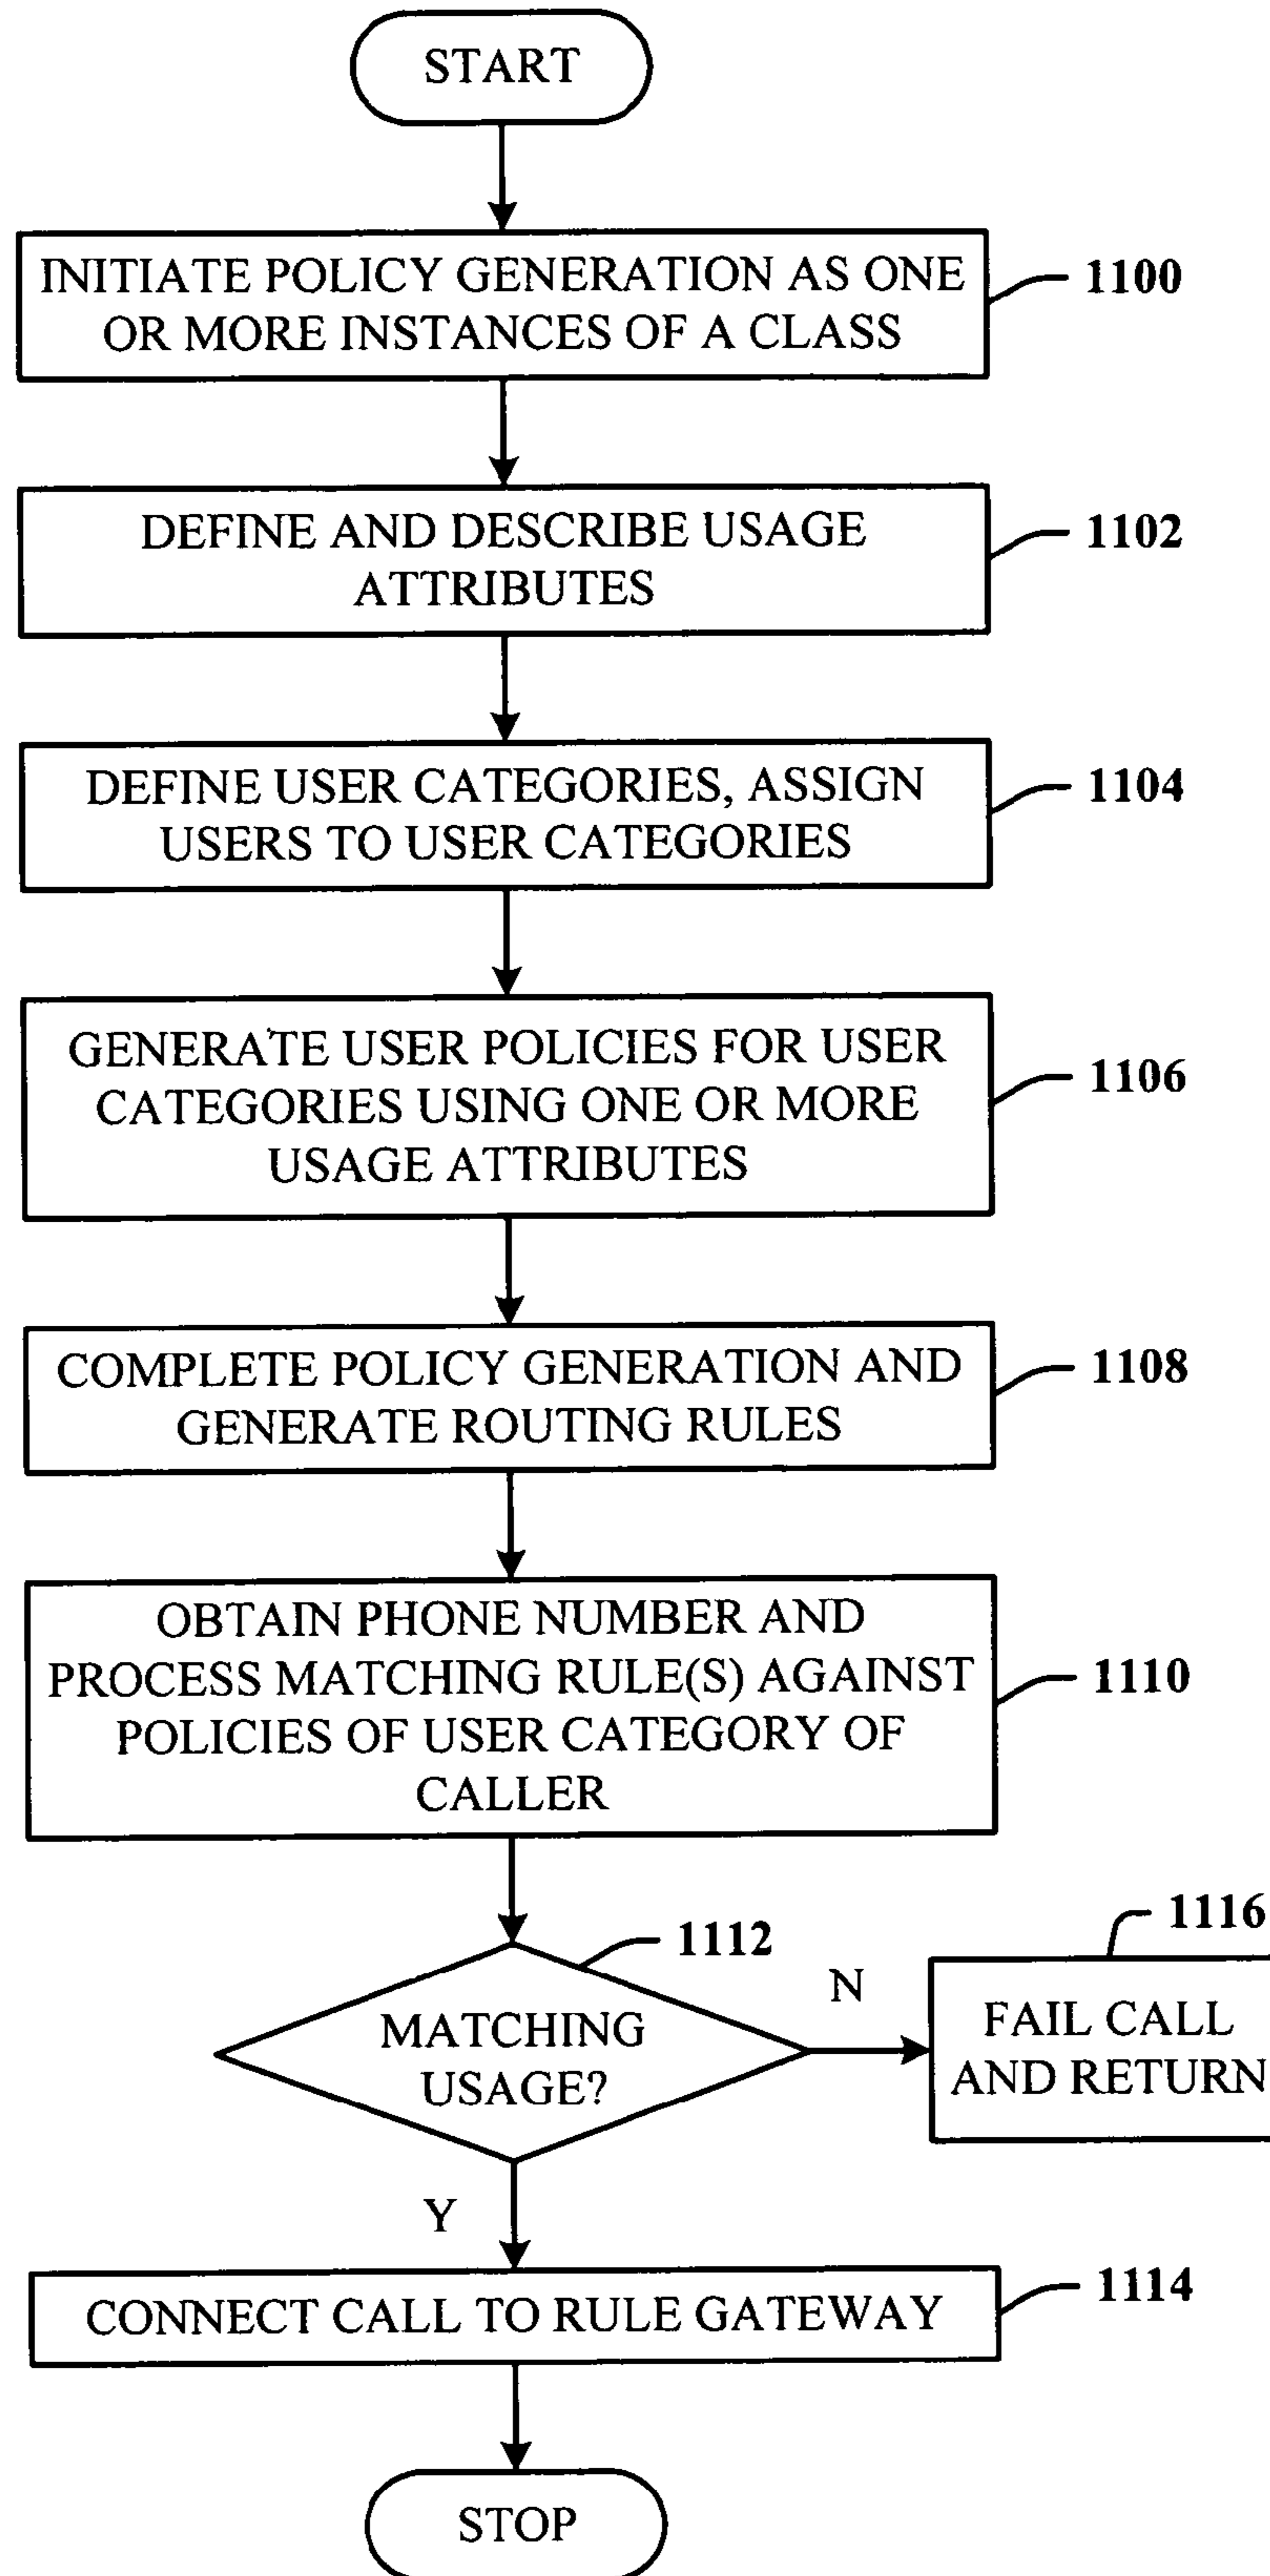 START
INITIATE POLICY GENERATION AS ONE
OR MORE INSTANCES OF A CLASS
1100
DEFINE AND DESCRIBE USAGE
ATTRIBUTES
1102
DEFINE USER CATEGORIES, ASSIGN
USERS TO USER CATEGORIES
1104
GENERATE USER POLICIES FOR USER
CATEGORIES USING ONE OR MORE
USAGE ATTRIBUTES
1106
COMPLETE POLICY GENERATION AND
GENERATE ROUTING RULES
1108
OBTAIN PHONE NUMBER AND
PROCESS MATCHING RULE(S) AGAINST
POLICIES OF USER CATEGORY OF
CALLER
1110
MATCHING
USAGE?
1112
N
FAIL CALL
AND RETURN
1116
Y
CONNECT CALL TO RULE GATEWAY
1114
STOP